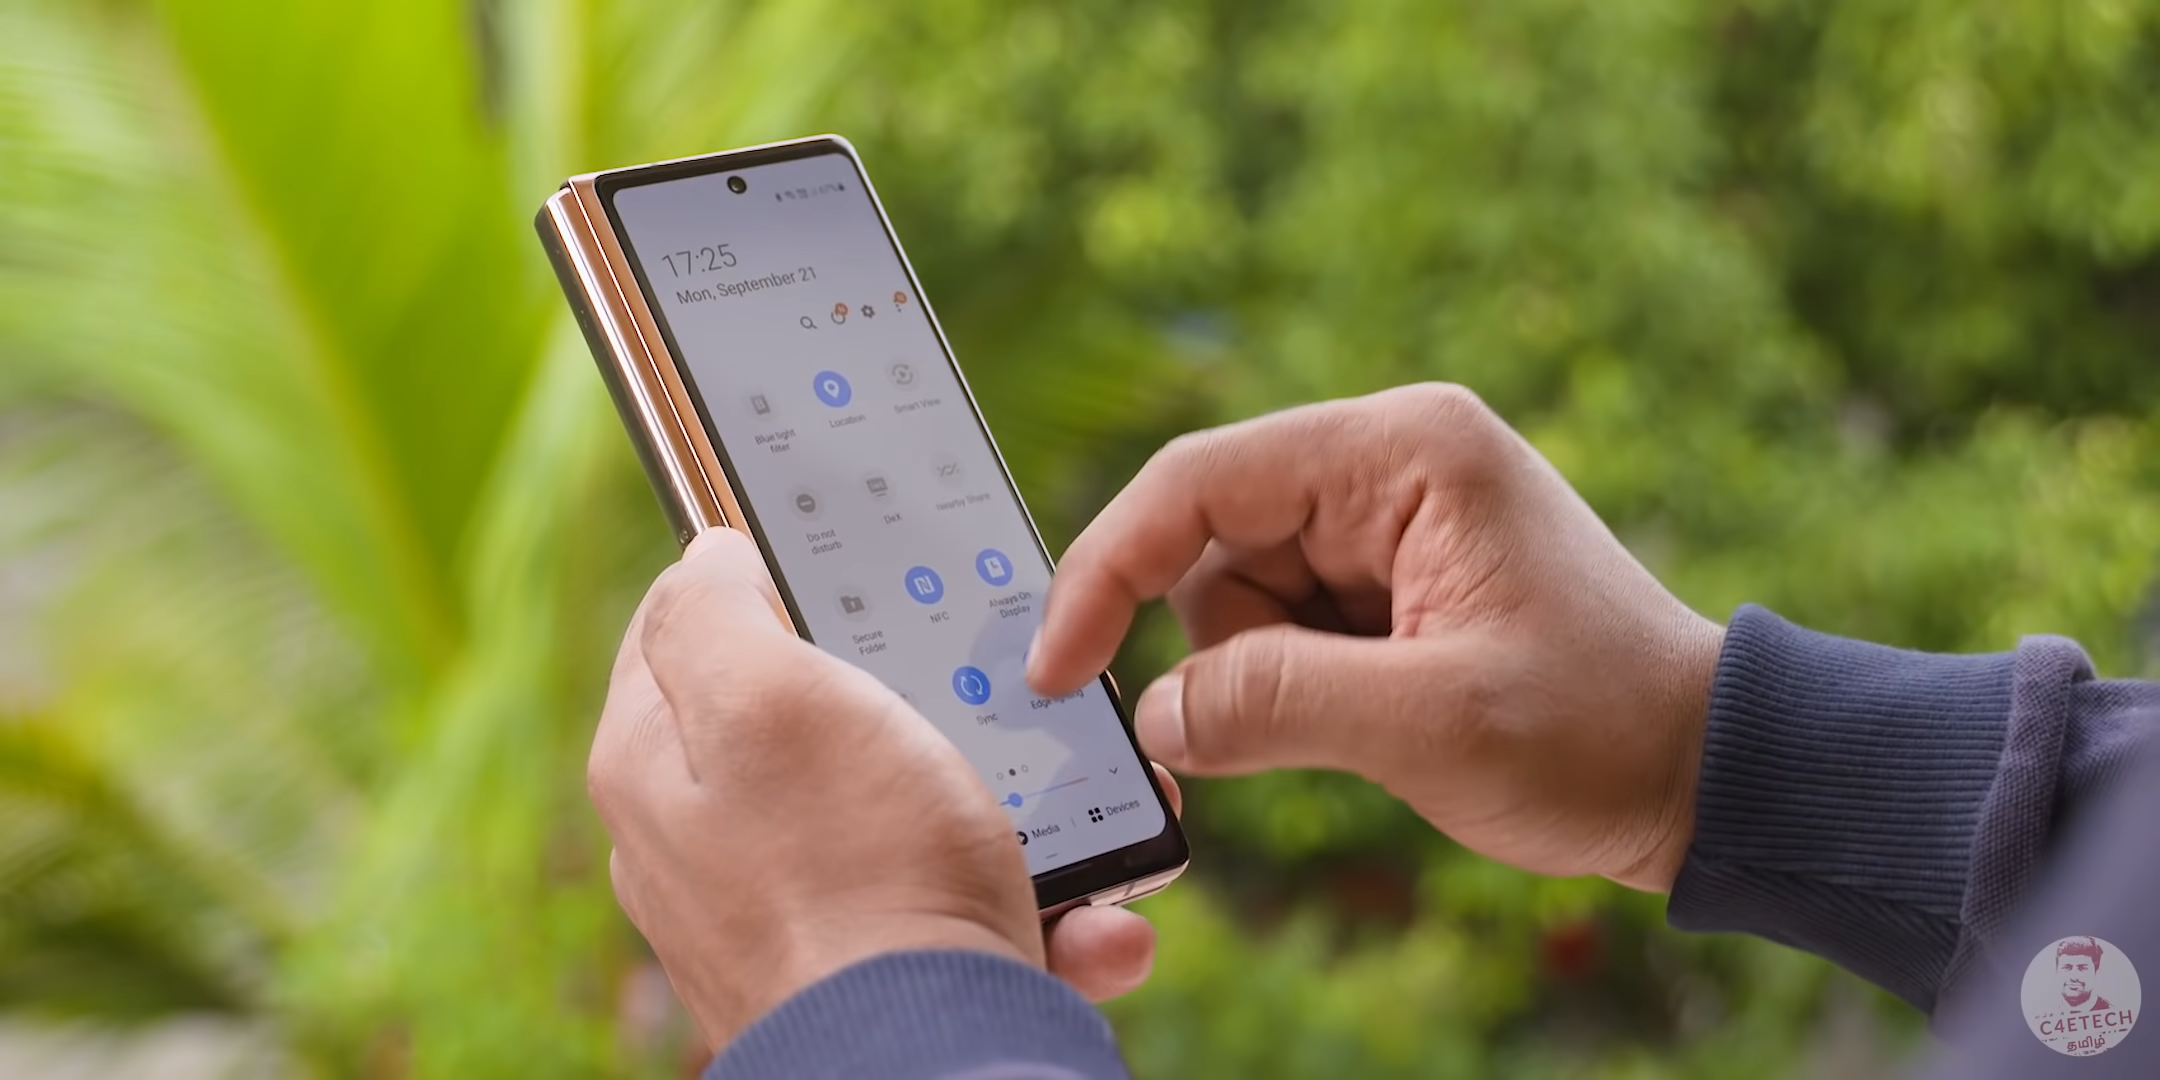 17:25
Mon, September 21
Blue light
filter
Location
Smart View
Do not
disturb
DeX
Nearby Share
Secure
Folder
NFC
Always On
Display
Sync
Edge lighting
Media
Devices
C4ETECH
தமிழ்